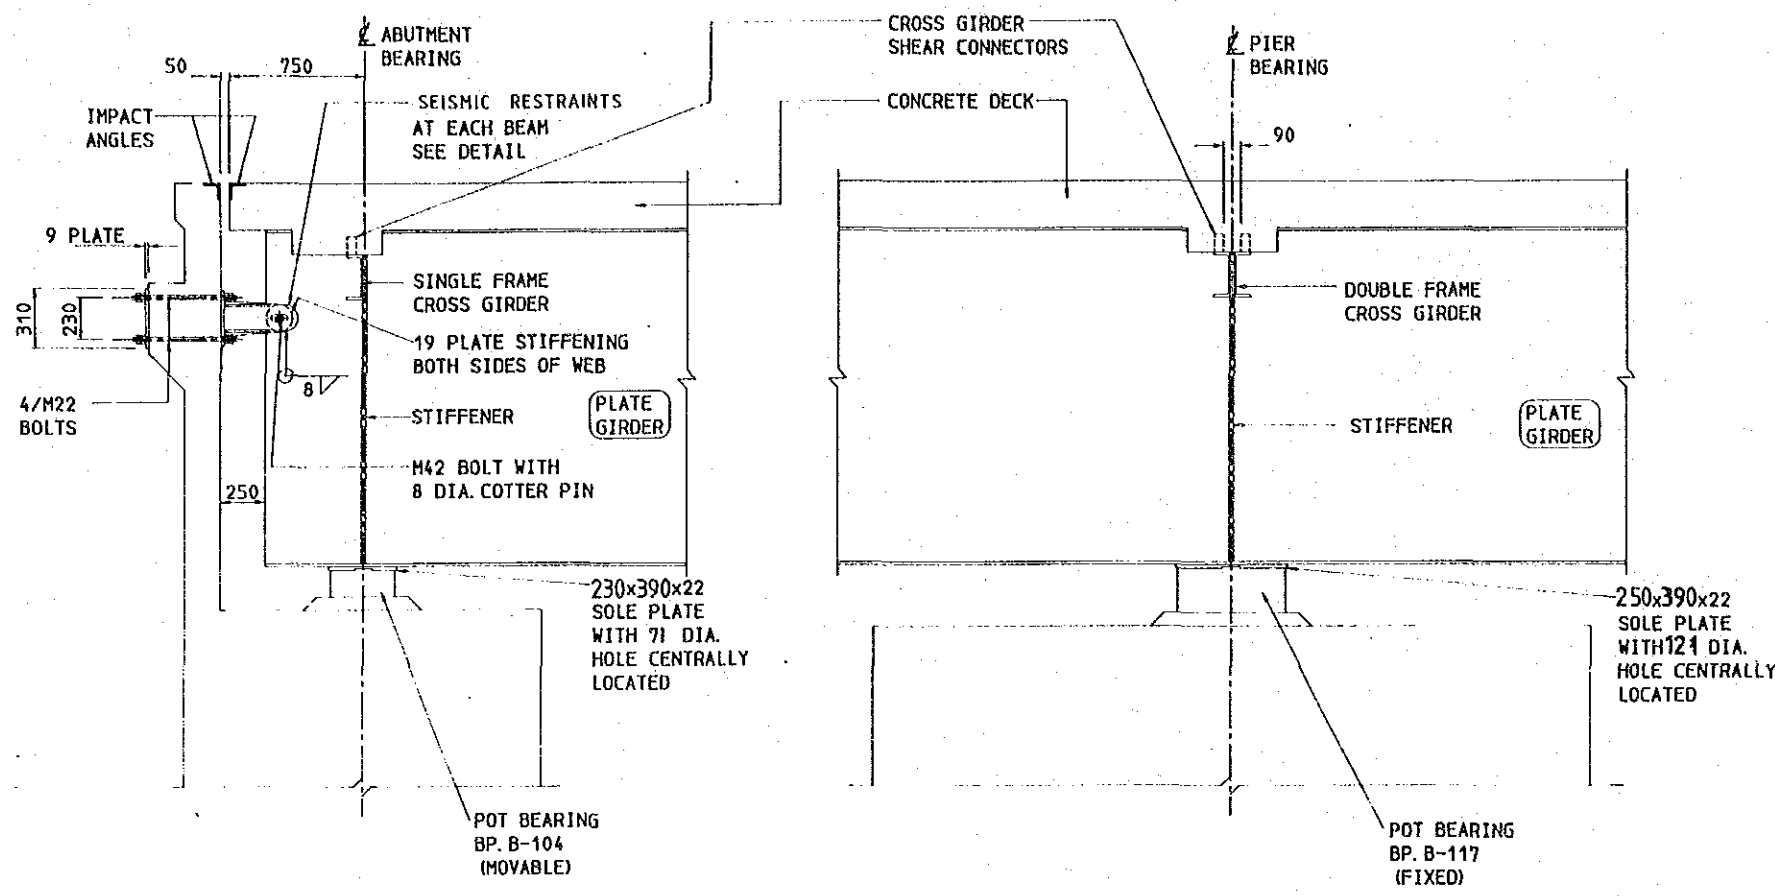 ℄ ABUTMENT
BEARING
50
750
IMPACT
ANGLES
SEISMIC RESTRAINTS
AT EACH BEAM
SEE DETAIL
CROSS GIRDER
SHEAR CONNECTORS
CONCRETE DECK
℄ PIER
BEARING
90
9 PLATE
310
230
4/M22
BOLTS
SINGLE FRAME
CROSS GIRDER
19 PLATE STIFFENING
BOTH SIDES OF WEB
8
STIFFENER
PLATE
GIRDER
M42 BOLT WITH
8 DIA. COTTER PIN
250
230x390x22
SOLE PLATE
WITH 71 DIA.
HOLE CENTRALLY
LOCATED
POT BEARING
BP. B-104
(MOVABLE)
DOUBLE FRAME
CROSS GIRDER
STIFFENER
PLATE
GIRDER
250x390x22
SOLE PLATE
WITH 121 DIA.
HOLE CENTRALLY
LOCATED
POT BEARING
BP. B-117
(FIXED)